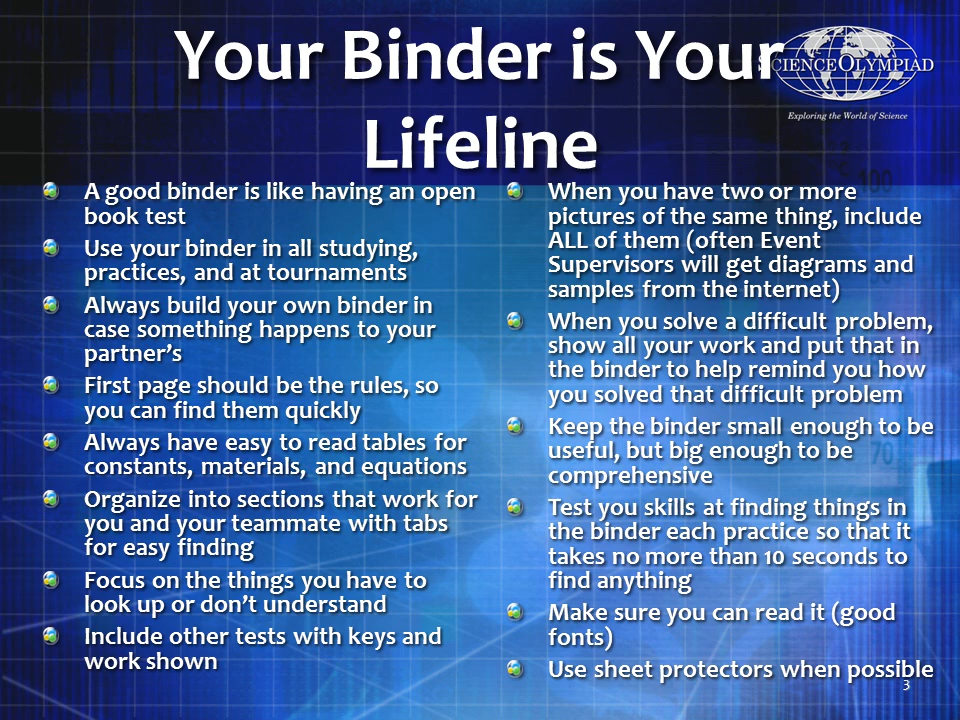 Your Binder is Your
Lifeline
SCIENCE OLYMPIAD
Exploring the World of Science
A good binder is like having an open
book test
Use your binder in all studying,
practices, and at tournaments
Always build your own binder in
case something happens to your
partner’s
First page should be the rules, so
you can find them quickly
Always have easy to read tables for
constants, materials, and equations
Organize into sections that work for
you and your teammate with tabs
for easy finding
Focus on the things you have to
look up or don’t understand
Include other tests with keys and
work shown
When you have two or more
pictures of the same thing, include
ALL of them (often Event
Supervisors will get diagrams and
samples from the internet)
When you solve a difficult problem,
show all your work and put that in
the binder to help remind you how
you solved that difficult problem
Keep the binder small enough to be
useful, but big enough to be
comprehensive
Test you skills at finding things in
the binder each practice so that it
takes no more than 10 seconds to
find anything
Make sure you can read it (good
fonts)
Use sheet protectors when possible
3
100
70